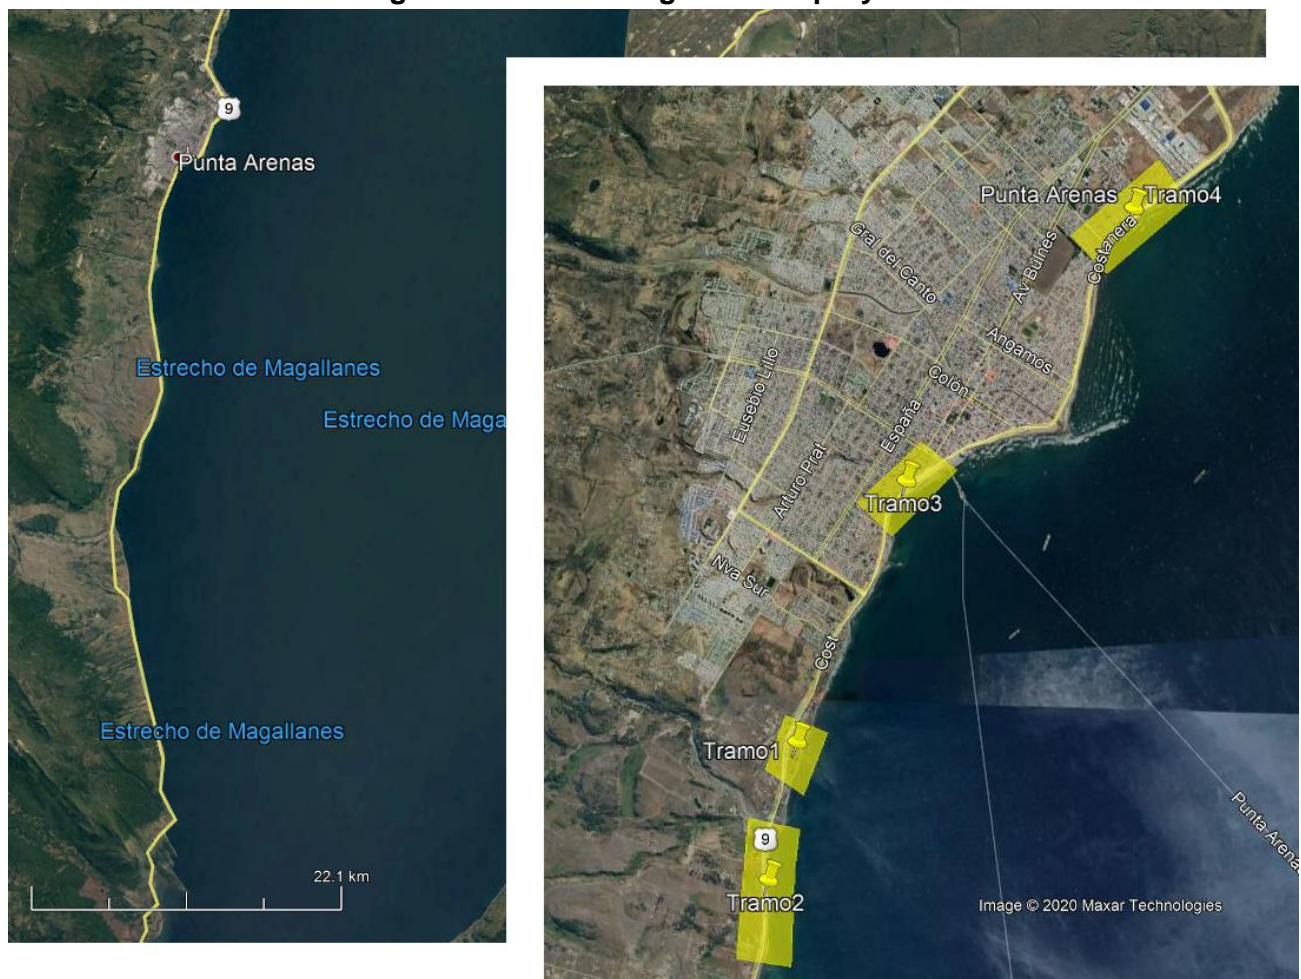 9
Punta Arenas
Estrecho de Magallanes
Estrecho de Maga
Estrecho de Magallanes
22.1 km
Punta Arenas
Tramo4
Costanera
Gral del Canto
Av Bulnes
Angamos
Colón
Eusebio Lillo
España
Arturo Prat
Tramo3
Nva Sur
Cost
Tramo1
9
Tramo2
Punta Arenas
Image © 2020 Maxar Technologies